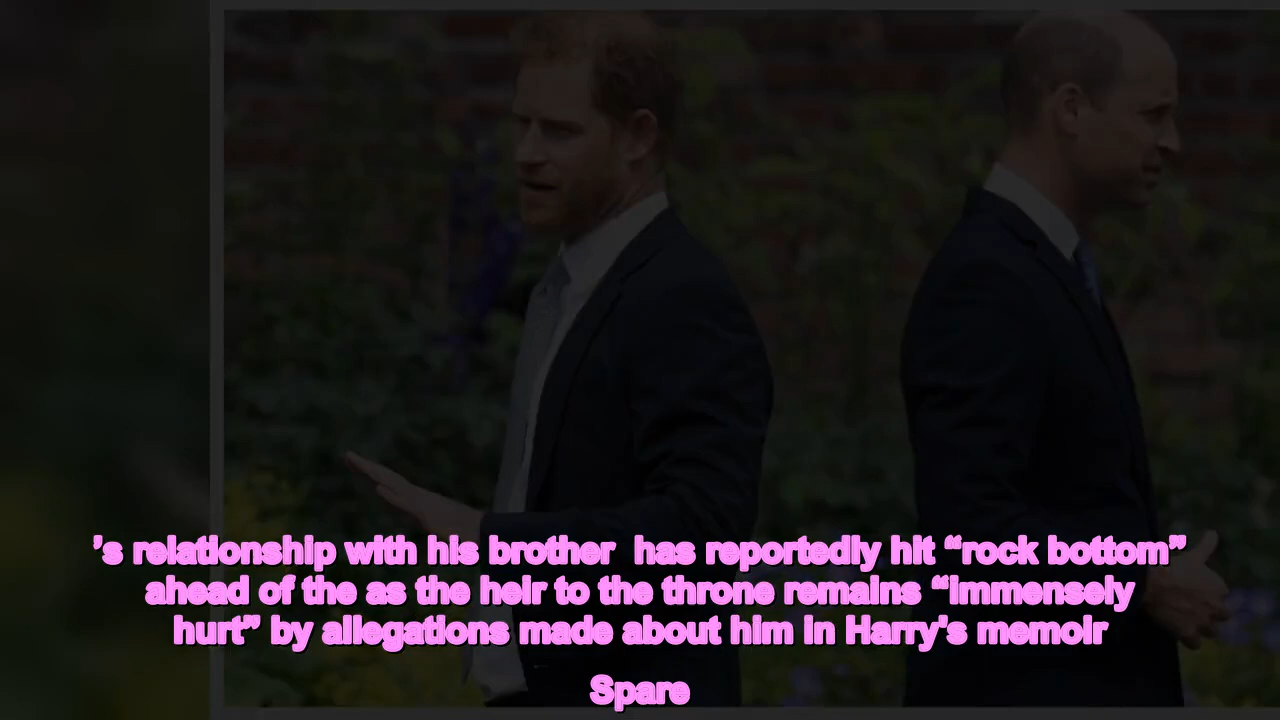 ’s relationship with his brother  has reportedly hit “rock bottom”
ahead of the as the heir to the throne remains “immensely
hurt” by allegations made about him in Harry's memoir
Spare